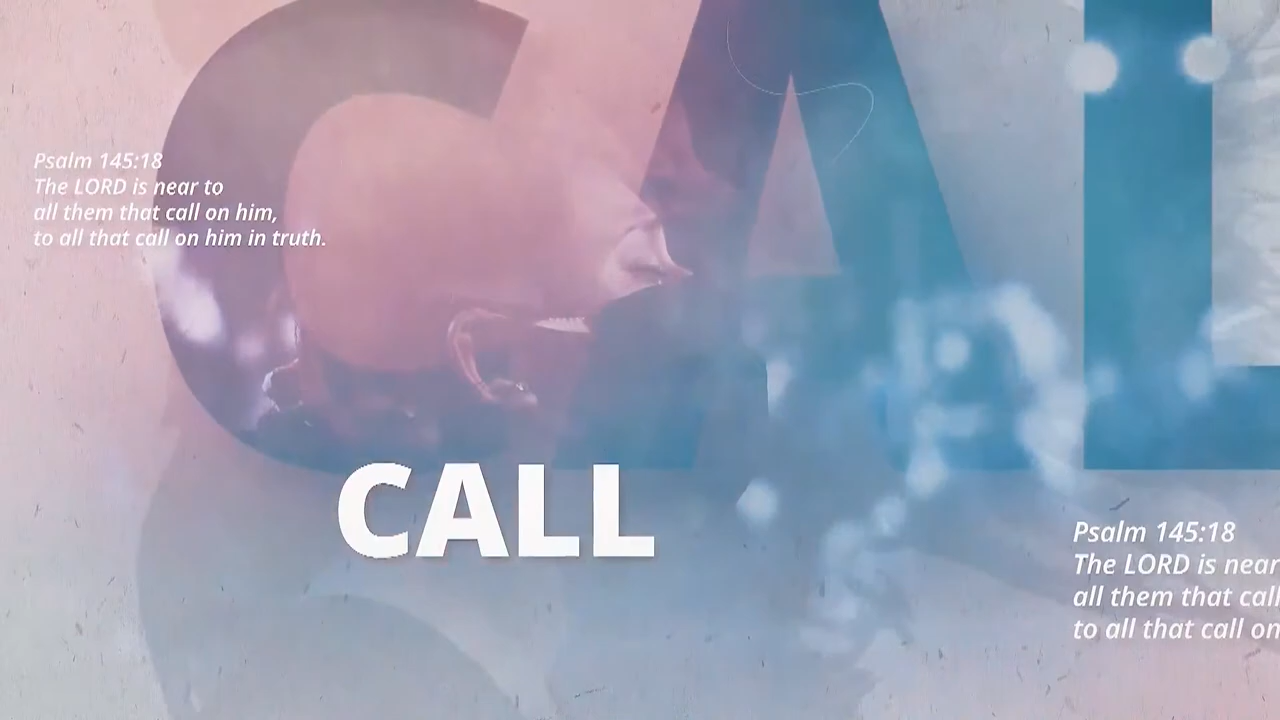 CAL
Psalm 145:18
The LORD is near to
all them that call on him,
to all that call on him in truth.
CALL
Psalm 145:18
The LORD is near
all them that call
to all that call on